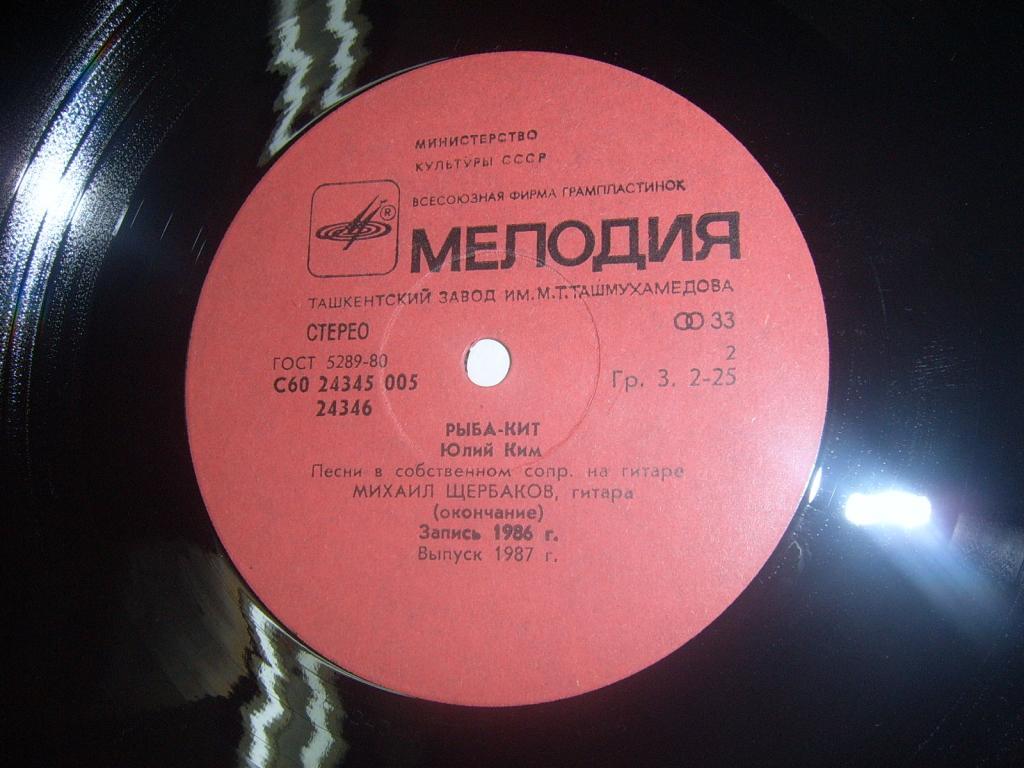 МИНИСТЕРСТВО
КУЛЬТУРЫ СССР
ВСЕСОЮЗНАЯ ФИРМА ГРАМПЛАСТИНОК
®
МЕЛОДИЯ
ТАШКЕНТСКИЙ ЗАВОД ИМ. М.Т.ТАШМУХАМЕДОВА
СТЕРЕО
33
ГОСТ 5289-80
2
С60 24345 005
Гр. 3. 2-25
24346
РЫБА-КИТ
Юлий Ким
Песни в собственном сопр. на гитаре
МИХАИЛ ЩЕРБАКОВ, гитара
(окончание)
Запись 1986 г.
Выпуск 1987 г.